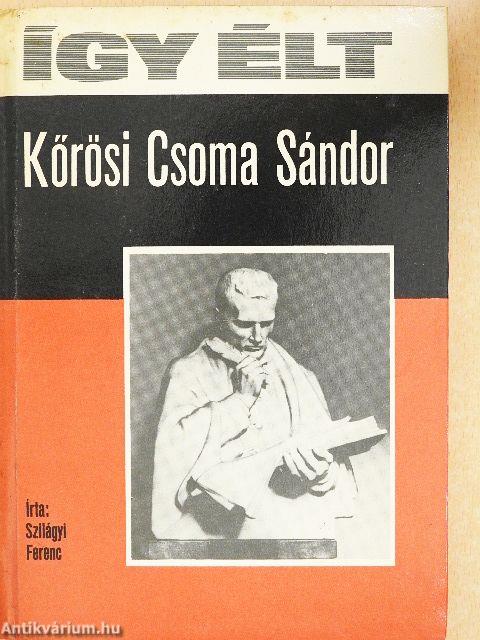 ÍGY ÉLT
Kőrösi Csoma Sándor
Írta:
Szilágyi
Ferenc
Antikvárium.hu